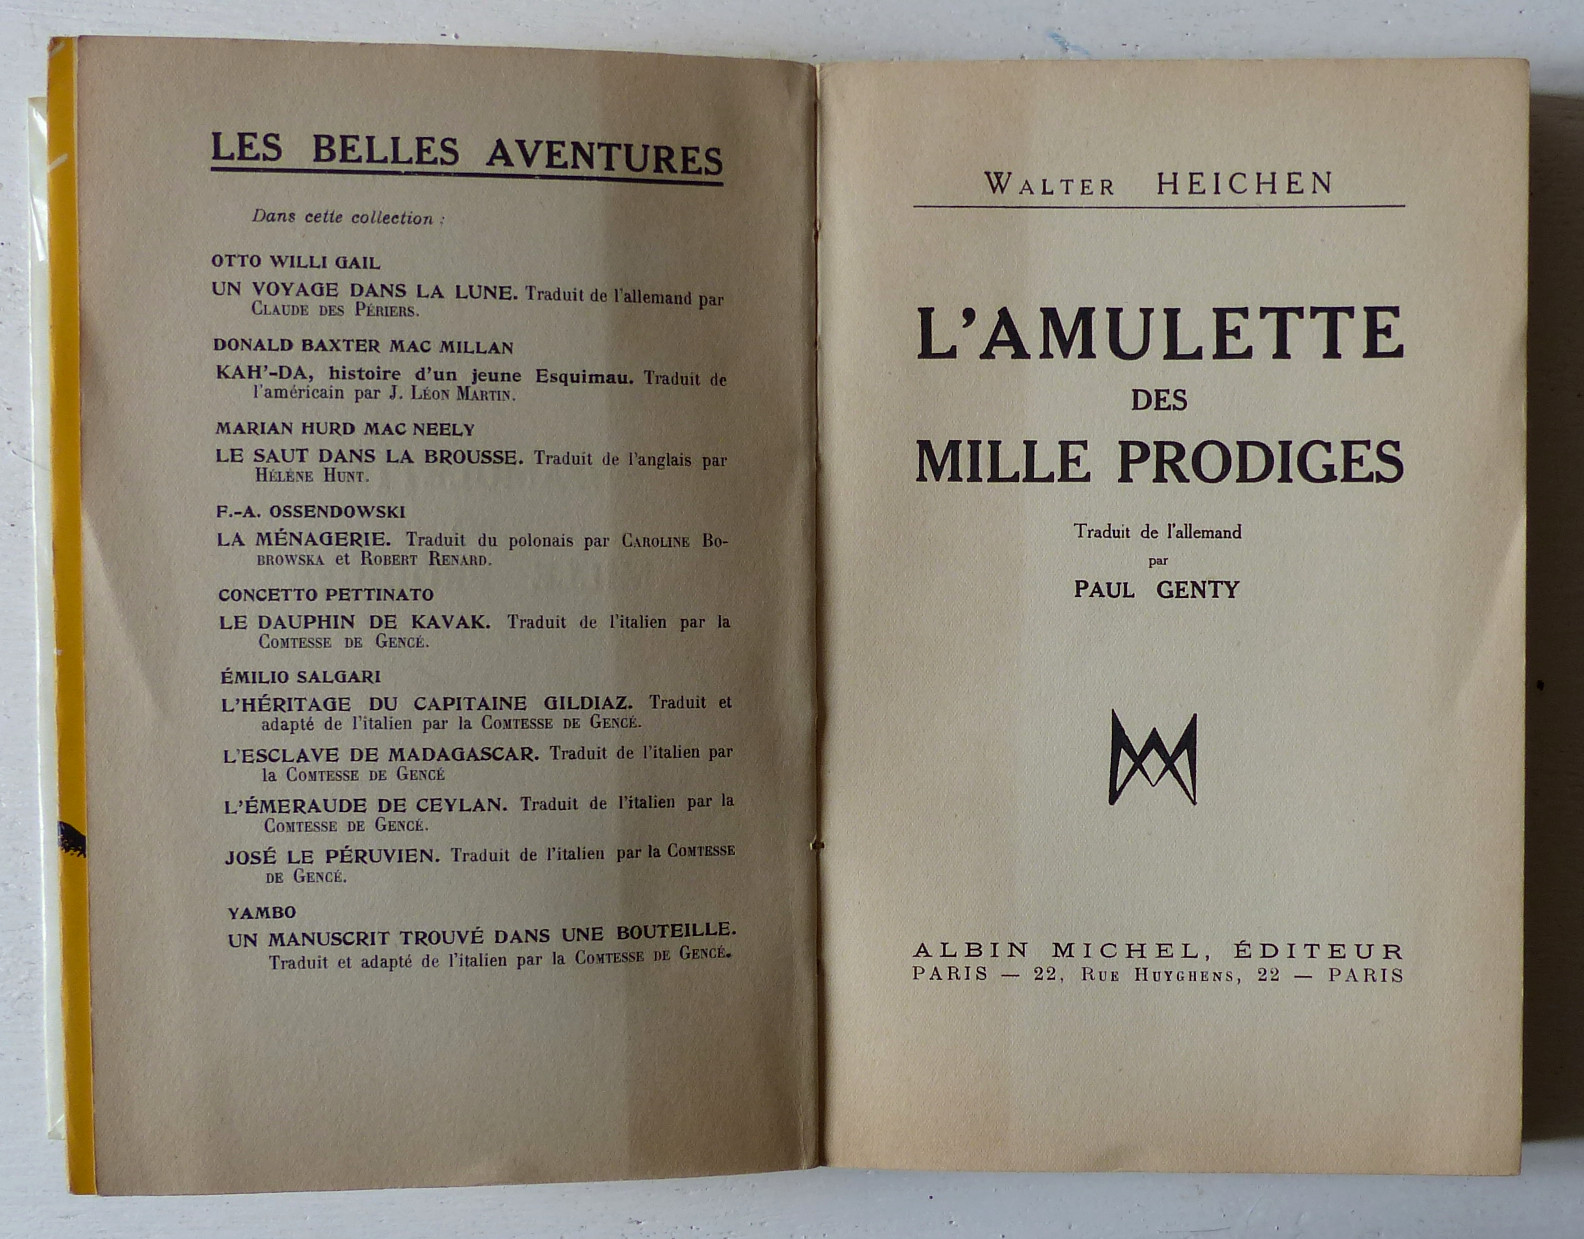 LES BELLES AVENTURES
Dans cette collection :
OTTO WILLI GAIL
UN VOYAGE DANS LA LUNE. Traduit de l'allemand par
CLAUDE DES PÉRIERS.
DONALD BAXTER MAC MILLAN
KAH'-DA, histoire d'un jeune Esquimau. Traduit de
l'américain par J. LÉON MARTIN.
MARIAN HURD MAC NEELY
LE SAUT DANS LA BROUSSE. Traduit de l'anglais par
HÉLÈNE HUNT.
F.-A. OSSENDOWSKI
LA MÉNAGERIE. Traduit du polonais par CAROLINE BO-
BROWSKA et ROBERT RENARD.
CONCETTO PETTINATO
LE DAUPHIN DE KAVAK. Traduit de l'italien par la
COMTESSE DE GENCÉ.
ÉMILIO SALGARI
L'HÉRITAGE DU CAPITAINE GILDIAZ. Traduit et
adapté de l'italien par la COMTESSE DE GENCÉ.
L'ESCLAVE DE MADAGASCAR. Traduit de l'italien par
la COMTESSE DE GENCÉ
L'ÉMERAUDE DE CEYLAN. Traduit de l'italien par la
COMTESSE DE GENCÉ.
JOSÉ LE PÉRUVIEN. Traduit de l'italien par la COMTESSE
DE GENCÉ.
YAMBO
UN MANUSCRIT TROUVÉ DANS UNE BOUTEILLE.
Traduit et adapté de l'italien par la COMTESSE DE GENCÉ.
WALTER HEICHEN
L'AMULETTE
DES
MILLE PRODIGES
Traduit de l'allemand
par
PAUL GENTY
ALBIN MICHEL, ÉDITEUR
PARIS — 22, RUE HUYGHENS, 22 — PARIS